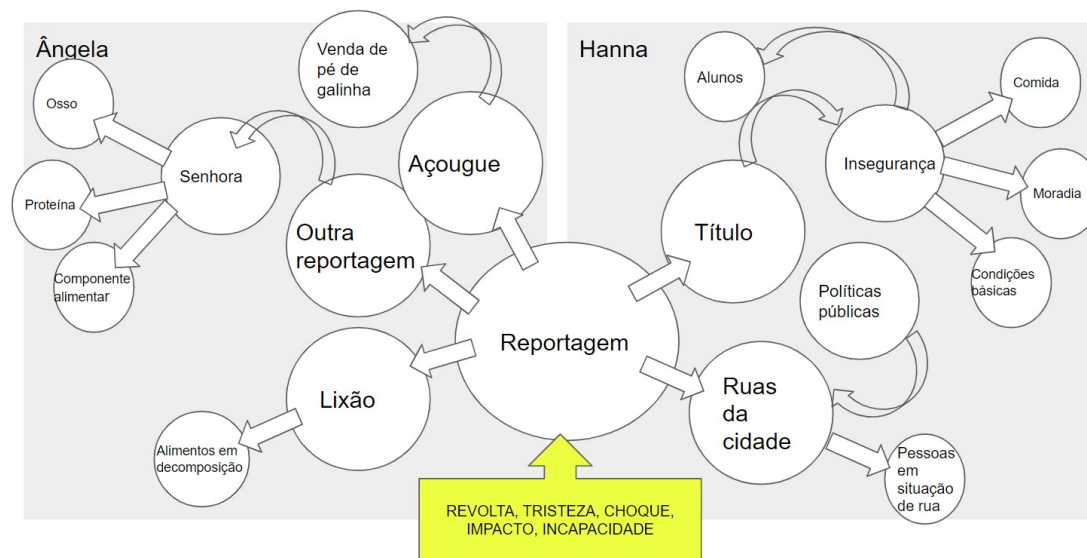 Ângela
Hanna
Osso
Proteína
Componente
alimentar
Senhora
Venda de
pé de
galinha
Açougue
Outra
reportagem
Lixão
Alimentos em
decomposição
Reportagem
REVOLTA, TRISTEZA, CHOQUE,
IMPACTO, INCAPACIDADE
Alunos
Título
Insegurança
Comida
Moradia
Condições
básicas
Políticas
públicas
Ruas
da
cidade
Pessoas
em
situação
de rua